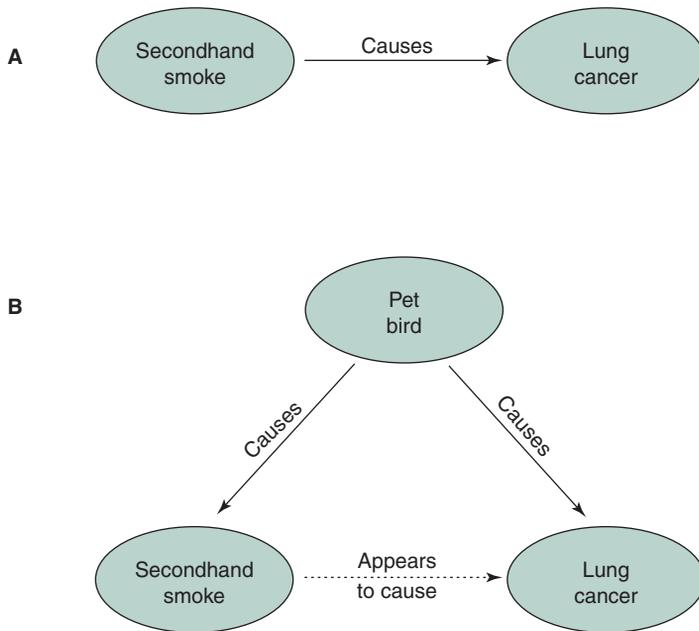 A
Secondhand
smoke
Causes
Lung
cancer
B
Pet
bird
Causes
Causes
Secondhand
smoke
Appears
to cause
Lung
cancer